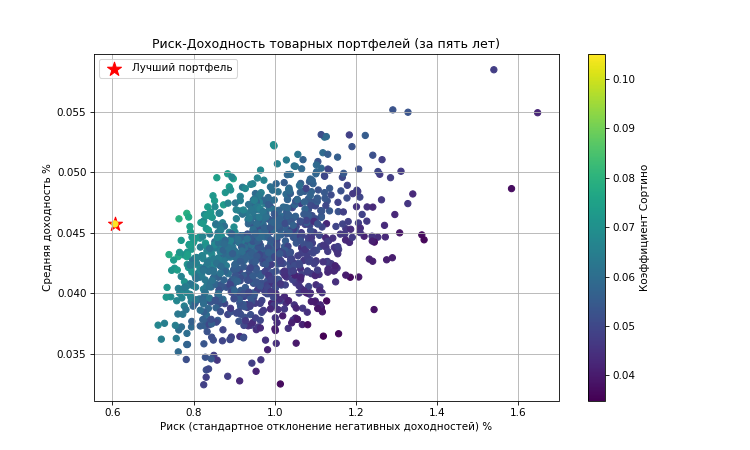 Риск-Доходность товарных портфелей (за пять лет)
Лучший портфель
Средняя доходность %
0.055
0.050
0.045
0.040
0.035
0.6 0.8 1.0 1.2 1.4 1.6
Риск (стандартное отклонение негативных доходностей) %
0.10
0.09
0.08
0.07
0.06
0.05
0.04
Коэффициент Сортино